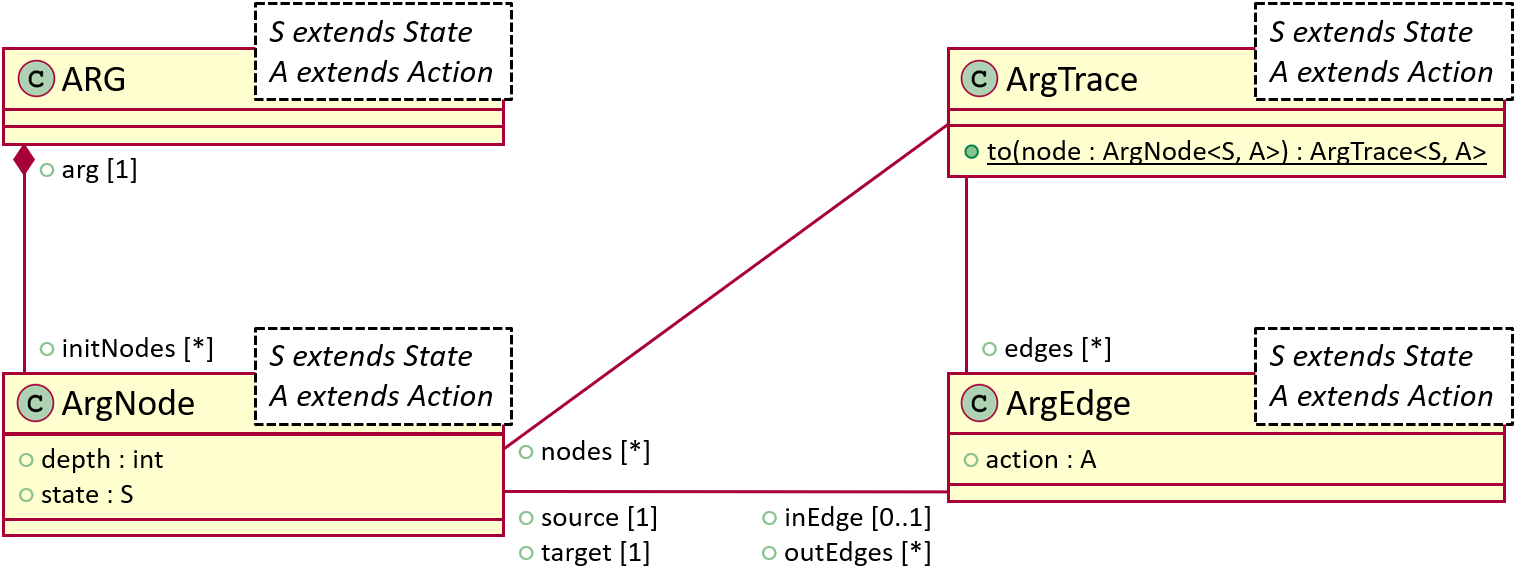 S extends State
A extends Action
C ARG
arg [1]
initNodes [*]
S extends State
A extends Action
C ArgNode
depth : int
state : S
nodes [*]
source [1]
target [1]
inEdge [0..1]
outEdges [*]
S extends State
A extends Action
C ArgTrace
to(node : ArgNode<S, A>) : ArgTrace<S, A>
edges [*]
S extends State
A extends Action
C ArgEdge
action : A